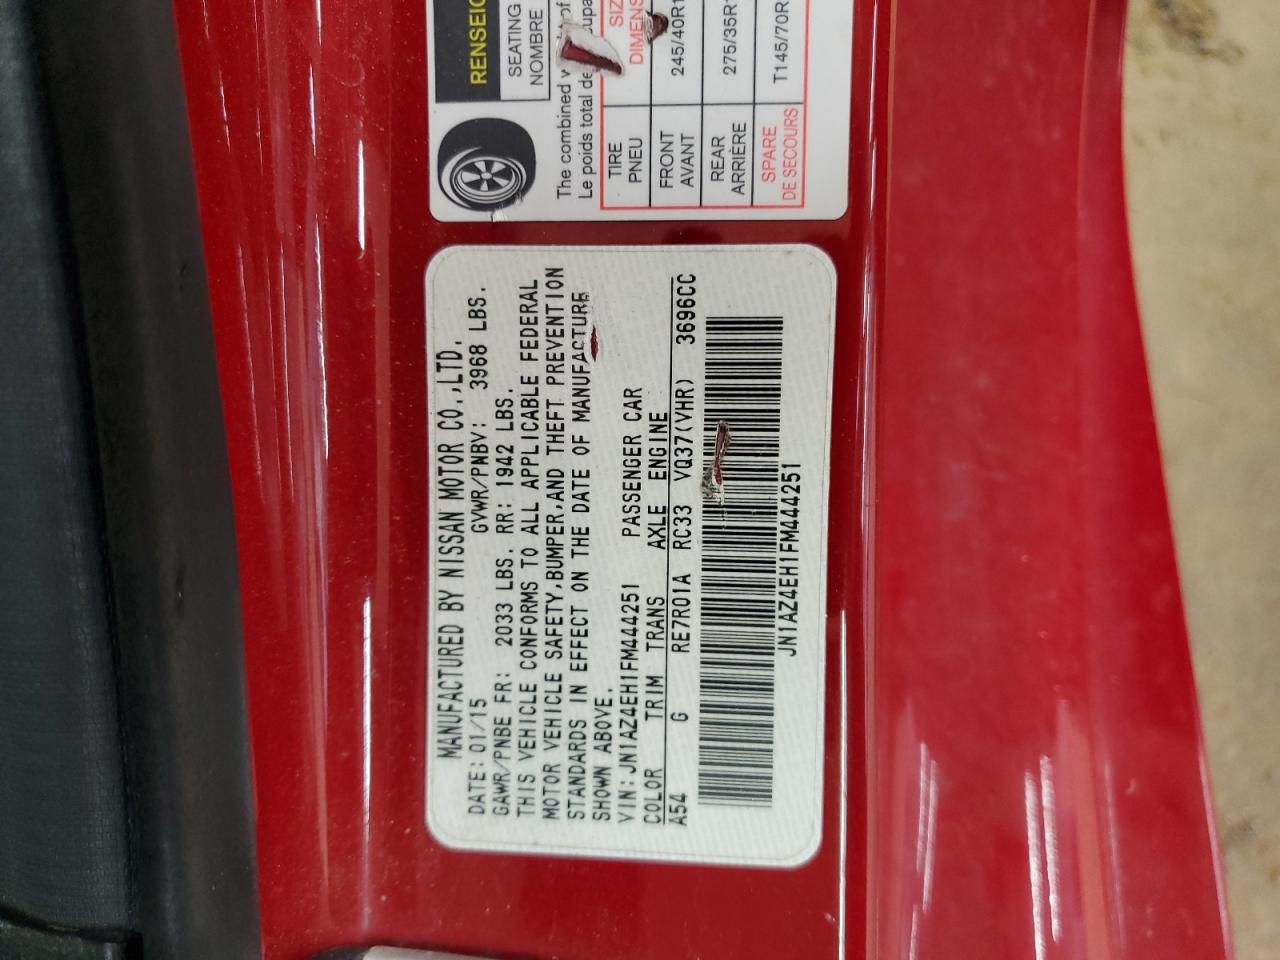 MANUFACTURED BY NISSAN MOTOR CO.,LTD.
DATE:01/15 GVWR/PNBV: 3968 LBS.
GAWR/PNBE FR: 2033 LBS. RR: 1942 LBS.
THIS VEHICLE CONFORMS TO ALL APPLICABLE FEDERAL
MOTOR VEHICLE SAFETY,BUMPER,AND THEFT PREVENTION
STANDARDS IN EFFECT ON THE DATE OF MANUFACTURE
SHOWN ABOVE.
VIN:JN1AZ4EH1FM444251 PASSENGER CAR
COLOR TRIM TRANS AXLE ENGINE
A54 G RE7R01A RC33 VQ37(VHR) 3696CC
JN1AZ4EH1FM444251
SEATING
NOMBRE
The combined
Le poids total
TIRE
PNEU
FRONT
AVANT
245/40R1
REAR
ARRIÈRE
275/35R1
SPARE
DE SECOURS
T145/70R